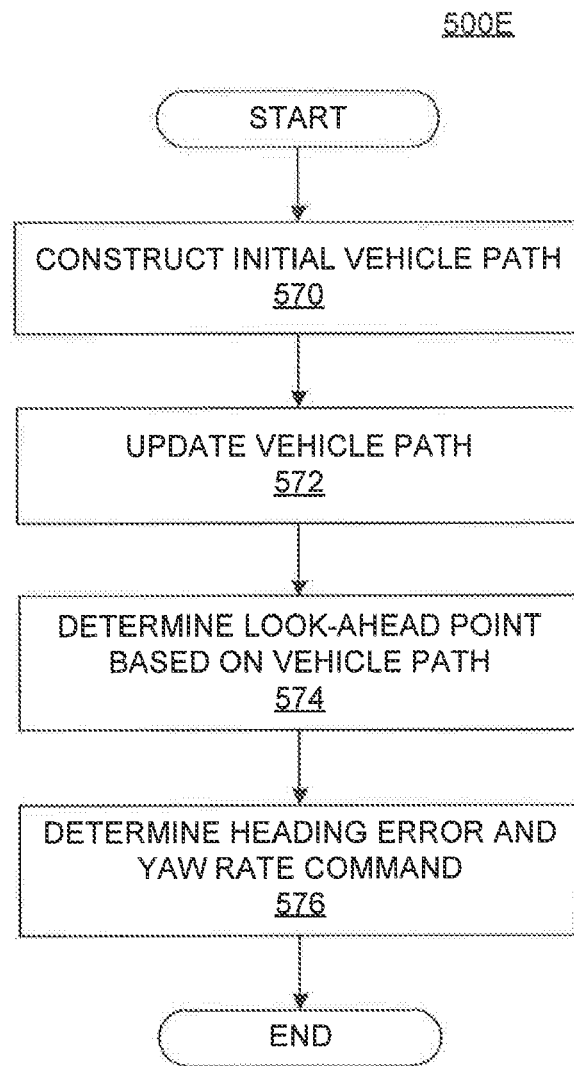 500E
START
CONSTRUCT INITIAL VEHICLE PATH
570
UPDATE VEHICLE PATH
572
DETERMINE LOOK-AHEAD POINT
BASED ON VEHICLE PATH
574
DETERMINE HEADING ERROR AND
YAW RATE COMMAND
576
END